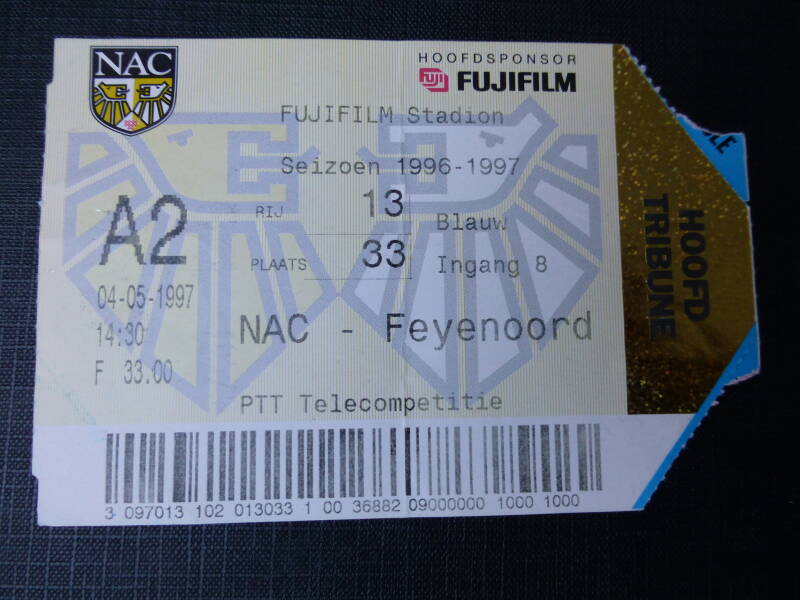 NAC
HOOFDSPONSOR
FUJI FUJIFILM
FUJIFILM Stadion
Seizoen 1996-1997
A2
RIJ 13 Blauw
PLAATS 33 Ingang 8
04-05-1997
14:30
NAC - Feyenoord
F 33.00
PTT Telecompetitie
3 097013 102 013033 1 00 36882 09000000 1000 1000
HOOFD
TRIBUNE